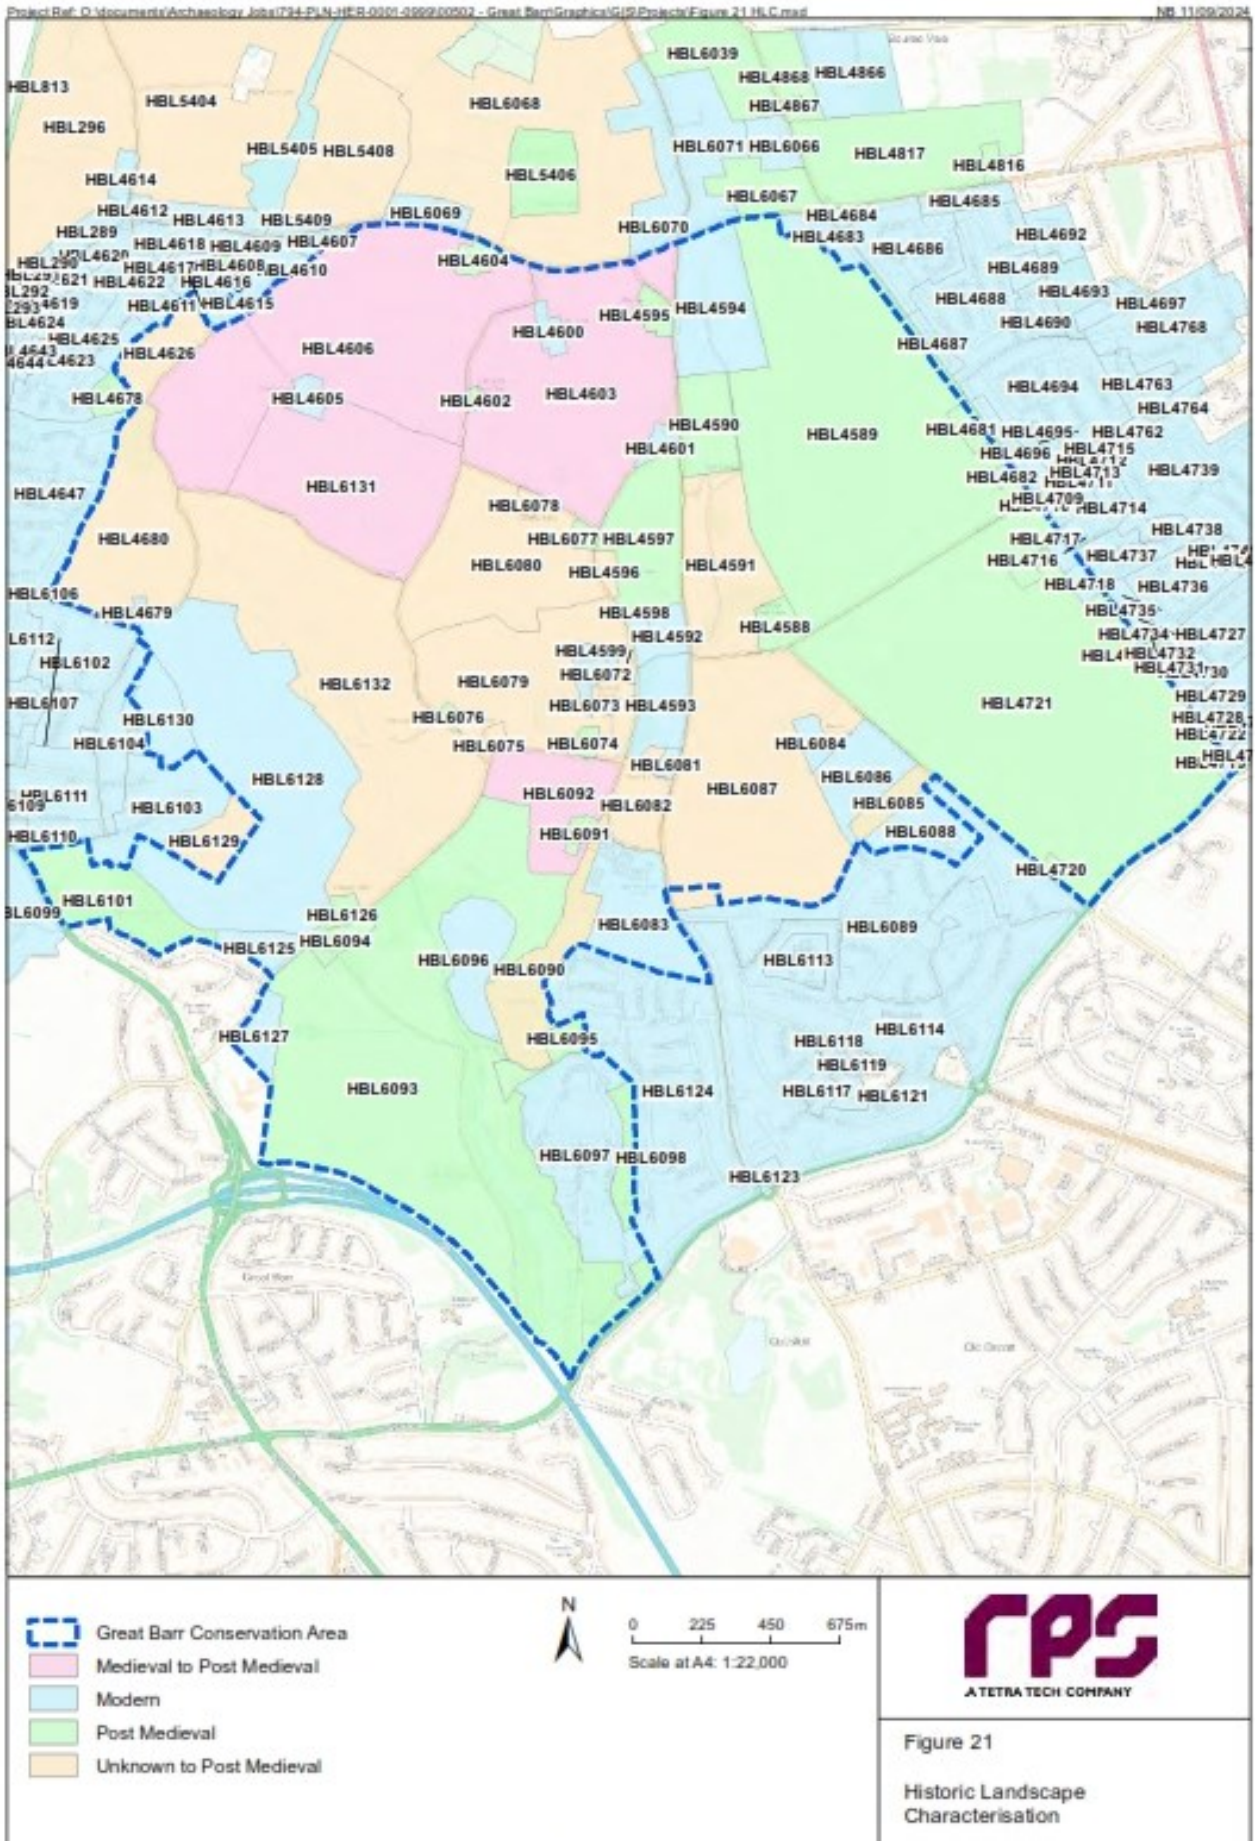 Project Ref: O:\documents\Archaeology Jobs\794-PLN-HER-0001-0999\00502 - Great Barr\Graphics\GIS\Projects\Figure 21 HLC.mxd
NB 11/09/2024
HBL6039
HBL4868
HBL4866
HBL813
HBL5404
HBL6068
HBL4867
HBL296
HBL5405
HBL5408
HBL6071
HBL6066
HBL4817
HBL4816
HBL5406
HBL4614
HBL6067
HBL4685
HBL4612
HBL4613
HBL5409
HBL6069
HBL6070
HBL4684
HBL289
HBL4683
HBL4692
HBL4618
HBL4609
HBL4607
HBL4686
HBL4620
HBL290
HBL4617
HBL4608
HBL4610
HBL4604
HBL4689
HBL4622
HBL4616
HBL4688
HBL4693
HBL4697
HBL4611
HBL4615
HBL4595
HBL4594
HBL4690
HBL4768
HBL4600
HBL4625
HBL4626
HBL4606
HBL4687
HBL4694
HBL4763
HBL4678
HBL4605
HBL4602
HBL4603
HBL4764
HBL4590
HBL4589
HBL4681
HBL4695
HBL4762
HBL4601
HBL4696
HBL4715
HBL4713
HBL4739
HBL4682
HBL4647
HBL6131
HBL4709
HBL4714
HBL6078
HBL4738
HBL4680
HBL6077
HBL4597
HBL4717
HBL6080
HBL4596
HBL4591
HBL4716
HBL4737
HBL4718
HBL4736
HBL6106
HBL4679
HBL4598
HBL4735
HBL4592
HBL4588
HBL4734
HBL4727
HBL4599
HBL4732
HBL6102
HBL6072
HBL4731
HBL6132
HBL6079
HBL4729
HBL6107
HBL6073
HBL4593
HBL4721
HBL6130
HBL6076
HBL4728
HBL6104
HBL6075
HBL6074
HBL6084
HBL4722
HBL6128
HBL6081
HBL6086
HBL6087
HBL6111
HBL6103
HBL6092
HBL6082
HBL6085
HBL6110
HBL6129
HBL6091
HBL6088
HBL4720
HBL6101
HBL6126
HBL6083
HBL6089
HBL6125
HBL6094
HBL6096
HBL6090
HBL6113
HBL6127
HBL6095
HBL6118
HBL6114
HBL6119
HBL6093
HBL6124
HBL6117
HBL6121
HBL6097
HBL6098
HBL6123
Great Barr
Great Barr Conservation Area
Medieval to Post Medieval
Modern
Post Medieval
Unknown to Post Medieval
N
0 225 450 675m
Scale at A4: 1:22,000
rps
A TETRA TECH COMPANY
Figure 21
Historic Landscape
Characterisation